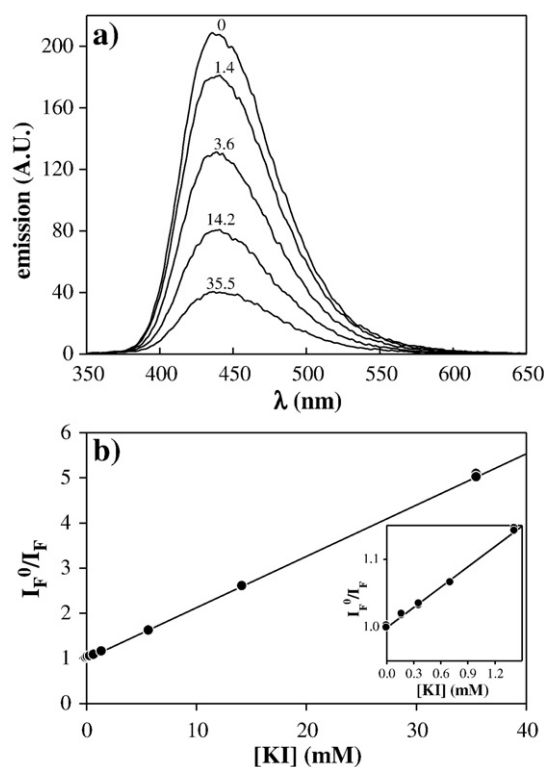 a)
200
160
120
80
40
0
emission (A.U.)
0
1.4
3.6
14.2
35.5
350 400 450 500 550 600 650
λ (nm)
b)
6
5
4
3
2
1
0
I_F^0/I_F
0 10 20 30 40
[KI] (mM)
1.1
1.0
I_F^0/I_F
0.0 0.3 0.6 0.9 1.2
[KI] (mM)